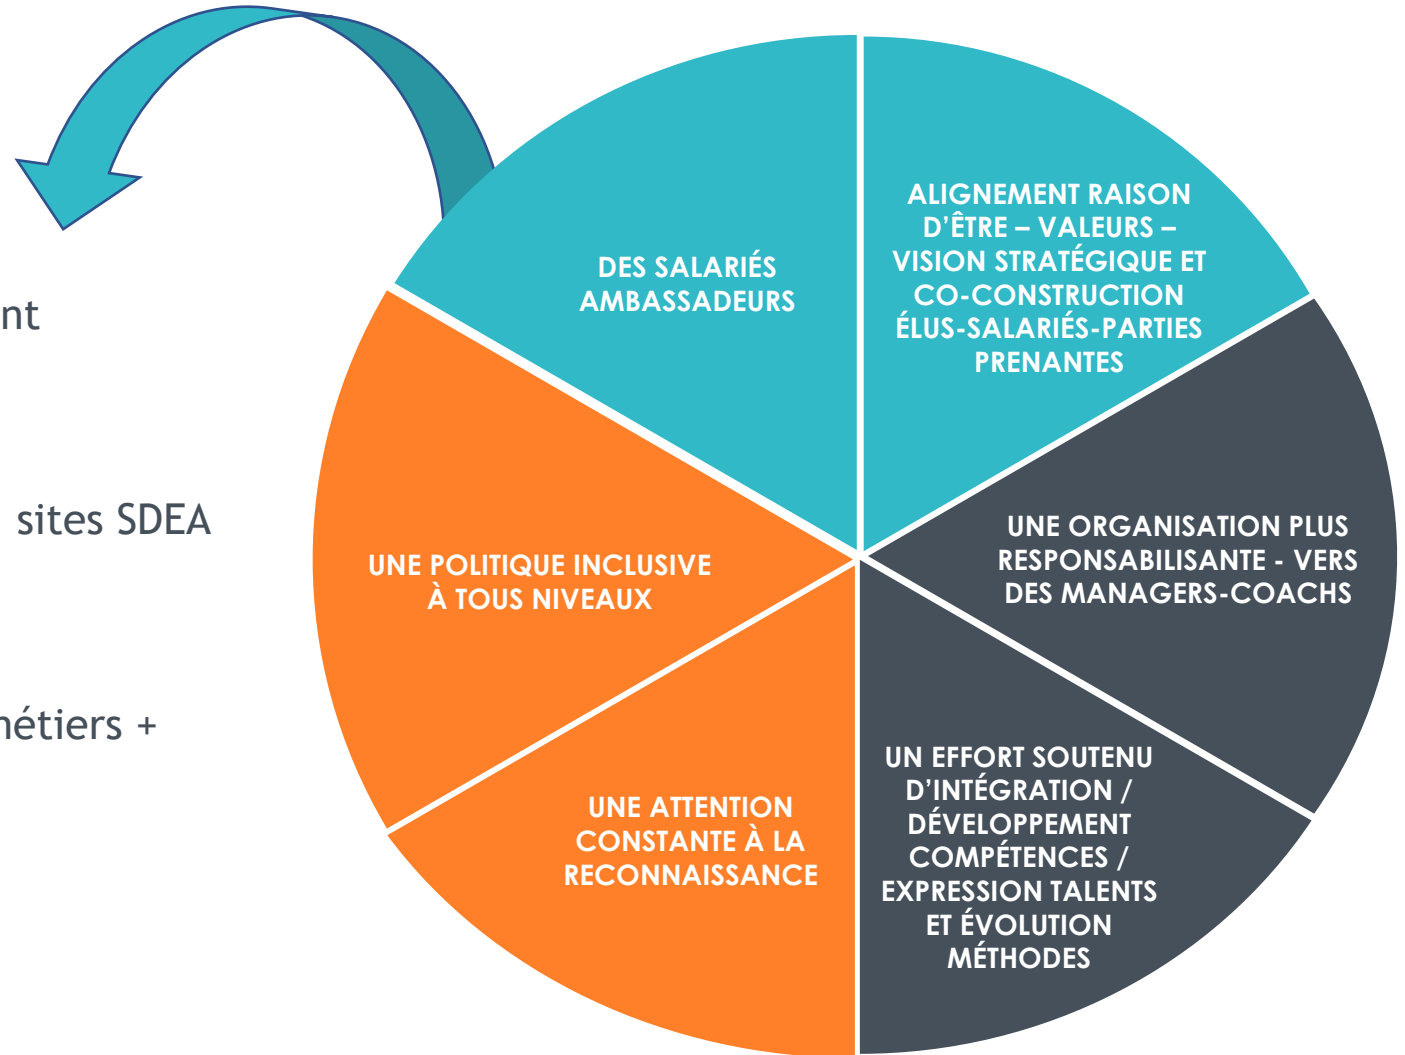 nt
sites SDEA
métiers +
DES SALARIÉS
AMBASSADEURS
ALIGNEMENT RAISON
D'ÊTRE – VALEURS –
VISION STRATÉGIQUE ET
CO-CONSTRUCTION
ÉLUS-SALARIÉS-PARTIES
PRENANTES
UNE ORGANISATION PLUS
RESPONSABILISANTE - VERS
DES MANAGERS-COACHS
UN EFFORT SOUTENU
D'INTÉGRATION /
DÉVELOPPEMENT
COMPÉTENCES /
EXPRESSION TALENTS
ET ÉVOLUTION
MÉTHODES
UNE ATTENTION
CONSTANTE À LA
RECONNAISSANCE
UNE POLITIQUE INCLUSIVE
À TOUS NIVEAUX